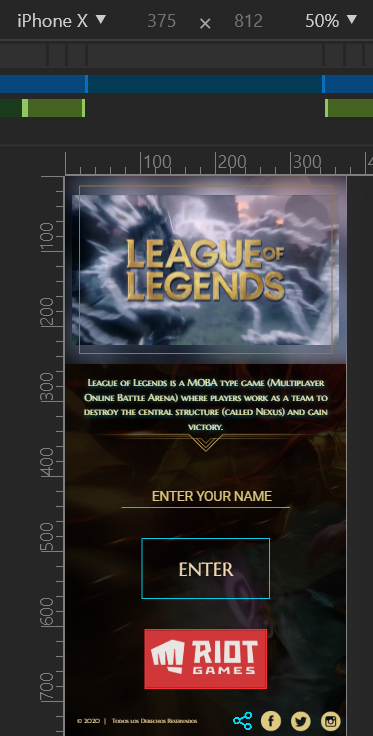 iPhone X ▼ 375 × 812 50% ▼
100 200 300 4
100
200
300
400
500
600
700
LEAGUE OF
LEGENDS
League of Legends is a MOBA type game (Multiplayer
Online Battle Arena) where players work as a team to
destroy the central structure (called Nexus) and gain
victory.
ENTER YOUR NAME
ENTER
RIOT
GAMES
© 2020 | Todos los Derechos Reservados